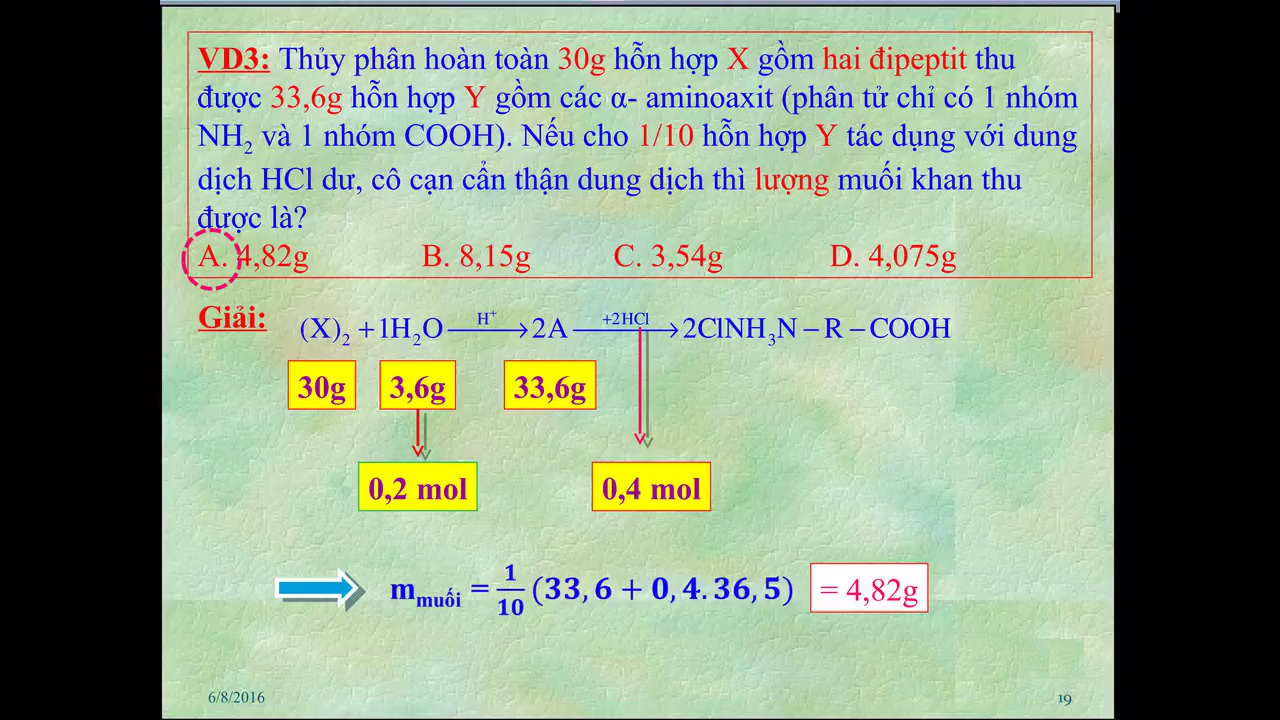 VD3: Thủy phân hoàn toàn 30g hỗn hợp X gồm hai đipeptit thu
được 33,6g hỗn hợp Y gồm các α- aminoaxit (phân tử chỉ có 1 nhóm
NH₂ và 1 nhóm COOH). Nếu cho 1/10 hỗn hợp Y tác dụng với dung
dịch HCl dư, cô cạn cẩn thận dung dịch thì lượng muối khan thu
được là?
A. 4,82g B. 8,15g C. 3,54g D. 4,075g
Giải: (X)₂ + 1H₂O —H⁺→ 2A —+2HCl→ 2ClNH₃N – R – COOH
30g 3,6g 33,6g
0,2 mol 0,4 mol
m muối = 1/10 (33,6 + 0,4.36,5) = 4,82g
6/8/2016 19